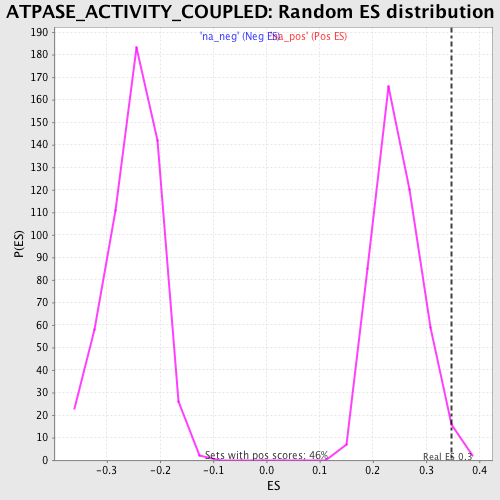 ATPASE_ACTIVITY_COUPLED: Random ES distribution
'na_neg' (Neg ES) 'na_pos' (Pos ES)
190
180
170
160
150
140
130
120
110
100
90
80
70
60
50
40
30
20
10
0
P(ES)
Sets with pos scores: 46%
Real ES 0.3
-0.3 -0.2 -0.1 0.0 0.1 0.2 0.3 0.4
ES